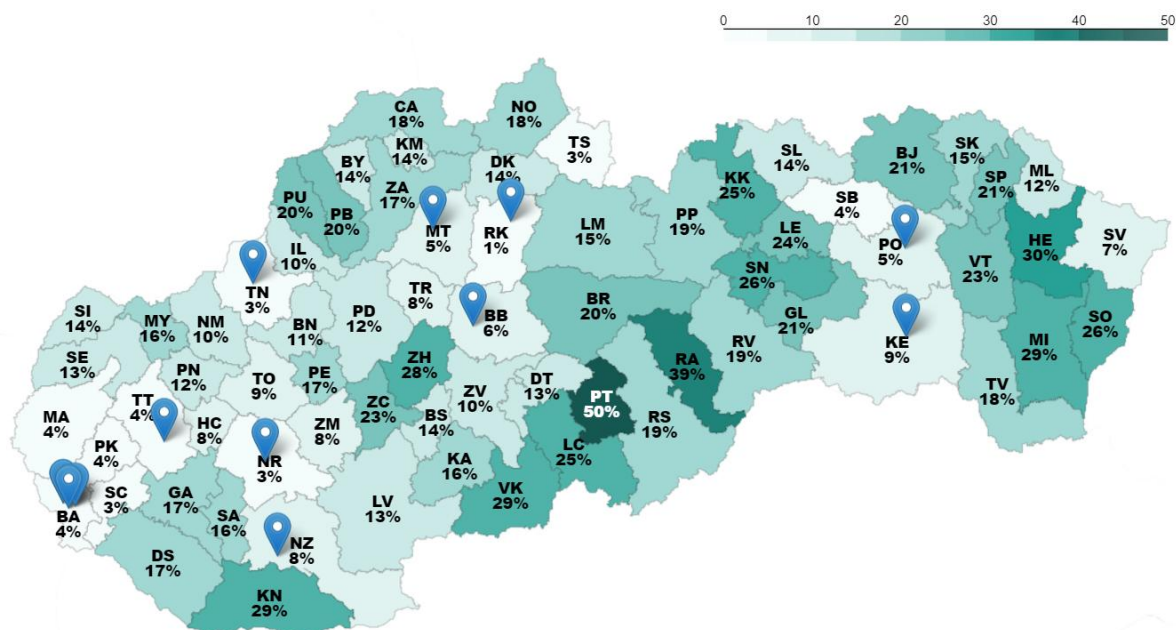 0 10 20 30 40 50
CA
18%
NO
18%
TS
3%
KM
14%
BY
14%
DK
14%
ZA
17%
PU
20%
PB
20%
MT
5%
RK
1%
IL
10%
TN
3%
LM
15%
PP
19%
KK
25%
SL
14%
BJ
21%
SK
15%
SP
21%
ML
12%
SB
4%
LE
24%
PO
5%
HE
30%
SV
7%
VT
23%
SN
26%
SI
14%
MY
16%
NM
10%
BN
11%
PD
12%
TR
8%
BB
6%
BR
20%
GL
21%
KE
9%
SO
26%
MI
29%
SE
13%
PN
12%
TO
9%
PE
17%
ZH
28%
RV
19%
RA
39%
TV
18%
MA
4%
TT
4%
HC
8%
ZM
8%
ZC
23%
ZV
10%
DT
13%
PT
50%
BS
14%
RS
19%
PK
4%
NR
3%
LC
25%
KA
16%
SC
3%
GA
17%
VK
29%
BA
4%
SA
16%
LV
13%
NZ
8%
DS
17%
KN
29%